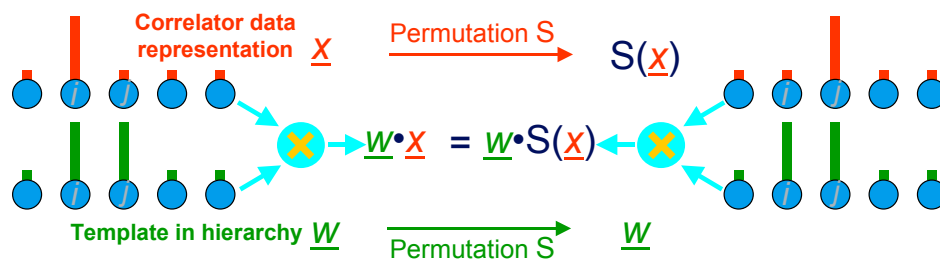 Correlator data
representation x
Permutation S
S(x)
i j
i j
w•x = w•S(x)
i j
i j
Template in hierarchy w
Permutation S
w